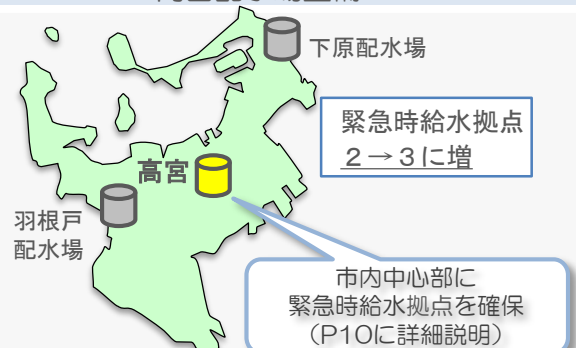 下原配水場
緊急時給水拠点
2→3に増
高宮
羽根戸
配水場
市内中心部に
緊急時給水拠点を確保
(P10に詳細説明)